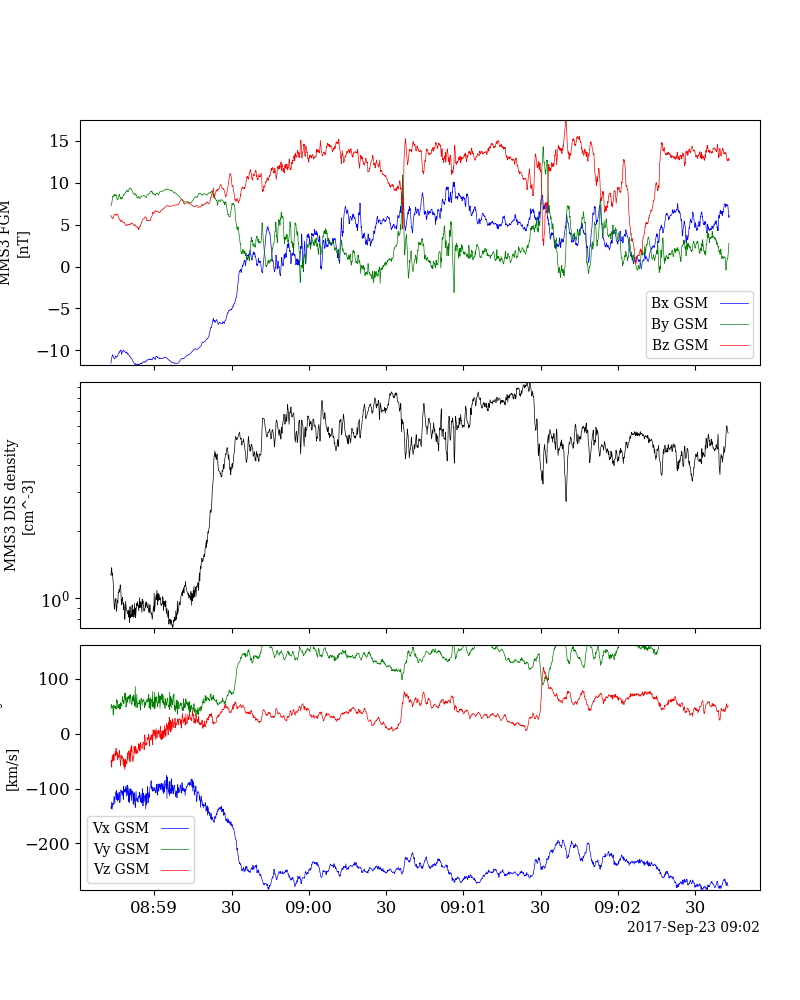 MMS3 FGM
[nT]
15
10
5
0
−5
−10
Bx GSM
By GSM
Bz GSM
MMS3 DIS density
[cm^-3]
10^0
[km/s]
100
0
−100
−200
Vx GSM
Vy GSM
Vz GSM
08:59 30 09:00 30 09:01 30 09:02 30
2017-Sep-23 09:02